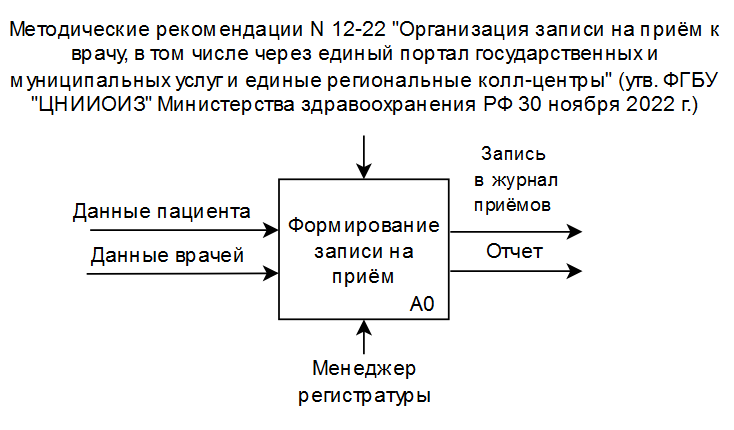 Методические рекомендации N 12-22 "Организация записи на приём к
врачу, в том числе через единый портал государственных и
муниципальных услуг и единые региональные колл-центры" (утв. ФГБУ
"ЦНИИОИЗ" Министерства здравоохранения РФ 30 ноября 2022 г.)
Запись
в журнал
приёмов
Данные пациента
Формирование
записи на
приём
Данные врачей
Отчет
A0
Менеджер
регистратуры